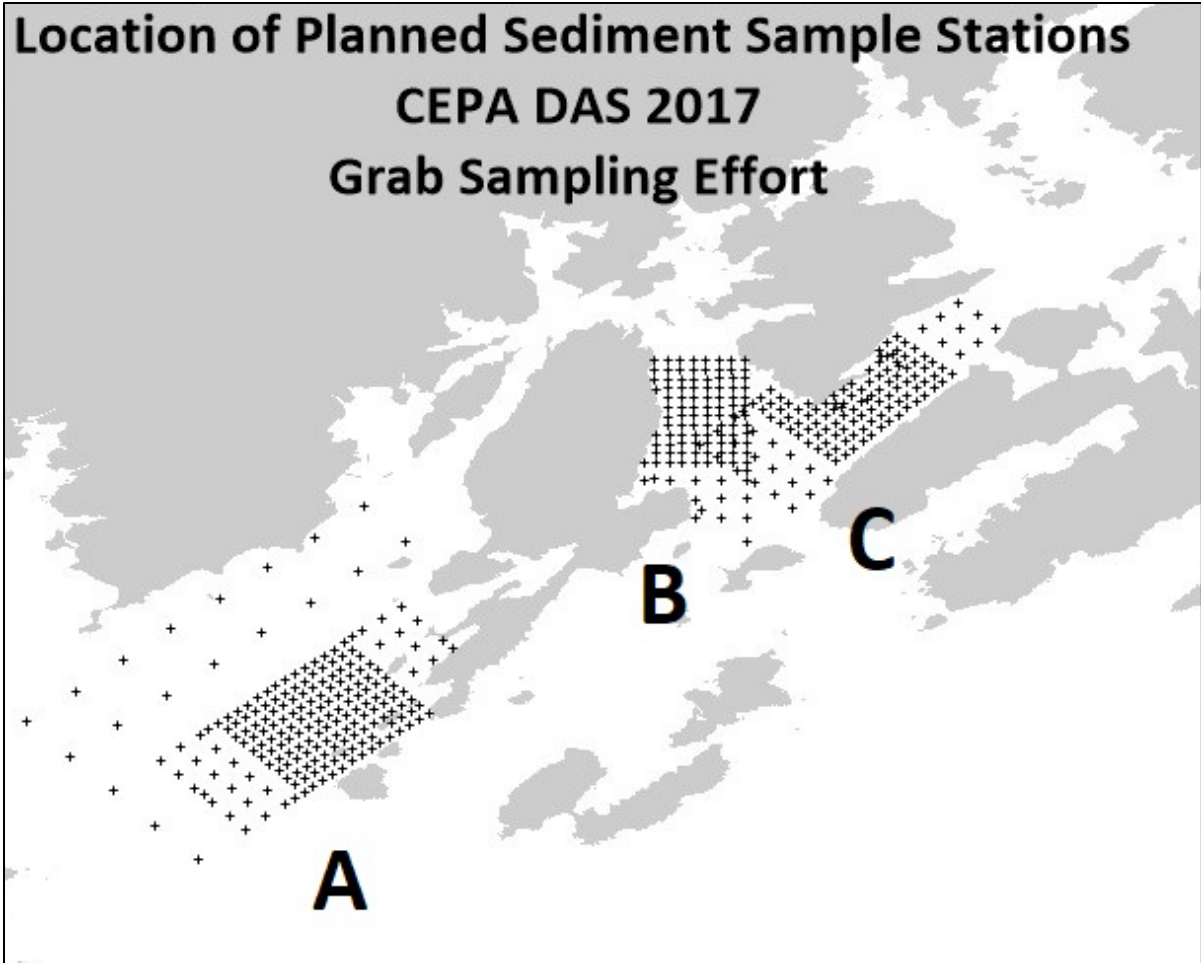 Location of Planned Sediment Sample Stations
CEPA DAS 2017
Grab Sampling Effort
C
B
A